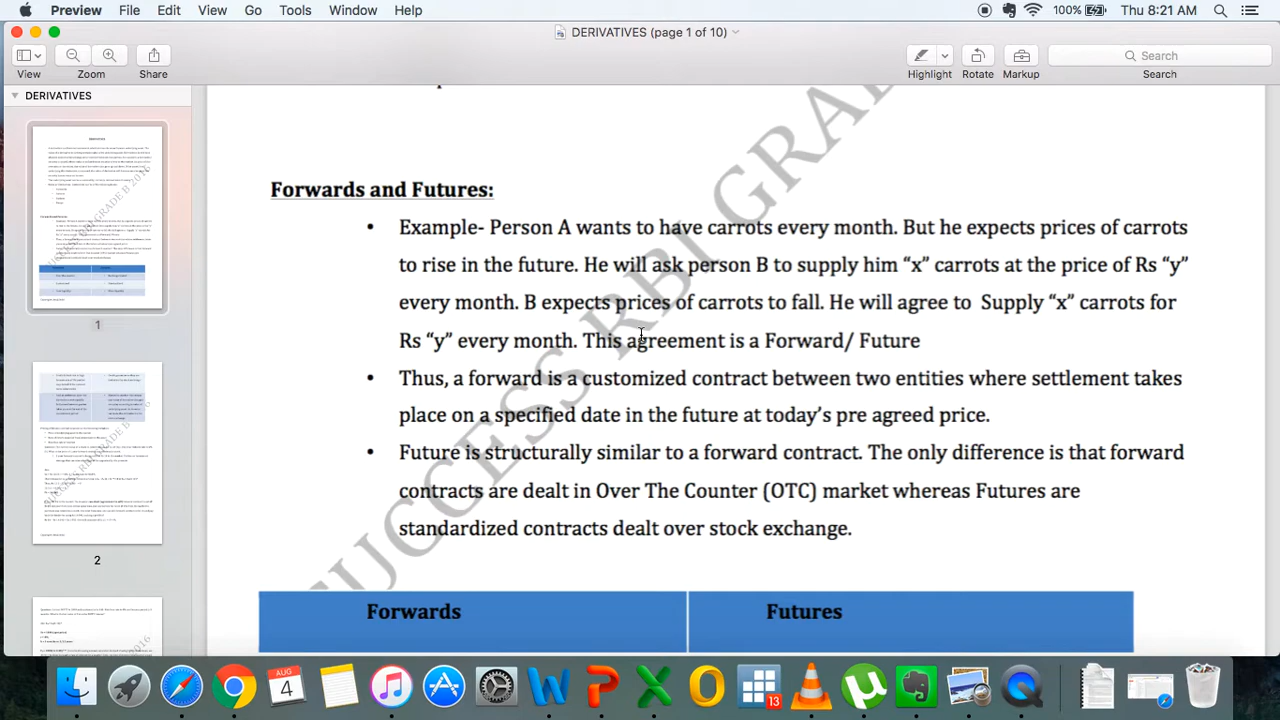 Preview File Edit View Go Tools Window Help 100% Thu 8:21 AM
DERIVATIVES (page 1 of 10)
View Zoom Share Highlight Rotate Markup Search
Search
DERIVATIVES
1
2
Forwards and Futures:
• Example- Person A wants to have carrots every month. But he expects prices of carrots
to rise in the future. He will ask person B to supply him “x” carrots at the price of Rs “y”
every month. B expects prices of carrots to fall. He will agree to Supply “x” carrots for
Rs “y” every month. This agreement is a Forward/ Future
• Thus, a forward is a customized contract between two entities where settlement takes
place on a specified date in the future at today’s pre agreed price.
• Future is structurally similar to a forward contract. The only difference is that forward
contracts are dealt in Over The Counter (OTC) market whereas Futures are
standardized contracts dealt over stock exchange.
Forwards Futures
SUCCESS RBI GRA
AUG
4
13